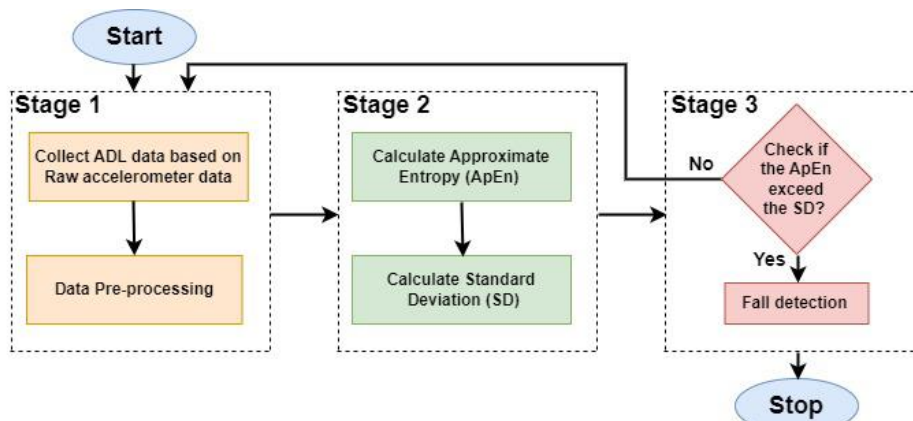 Start
Stage 1
Collect ADL data based on
Raw accelerometer data
Data Pre-processing
Stage 2
Calculate Approximate
Entropy (ApEn)
Calculate Standard
Deviation (SD)
Stage 3
Check if
the ApEn
exceed
the SD?
No
Yes
Fall detection
Stop